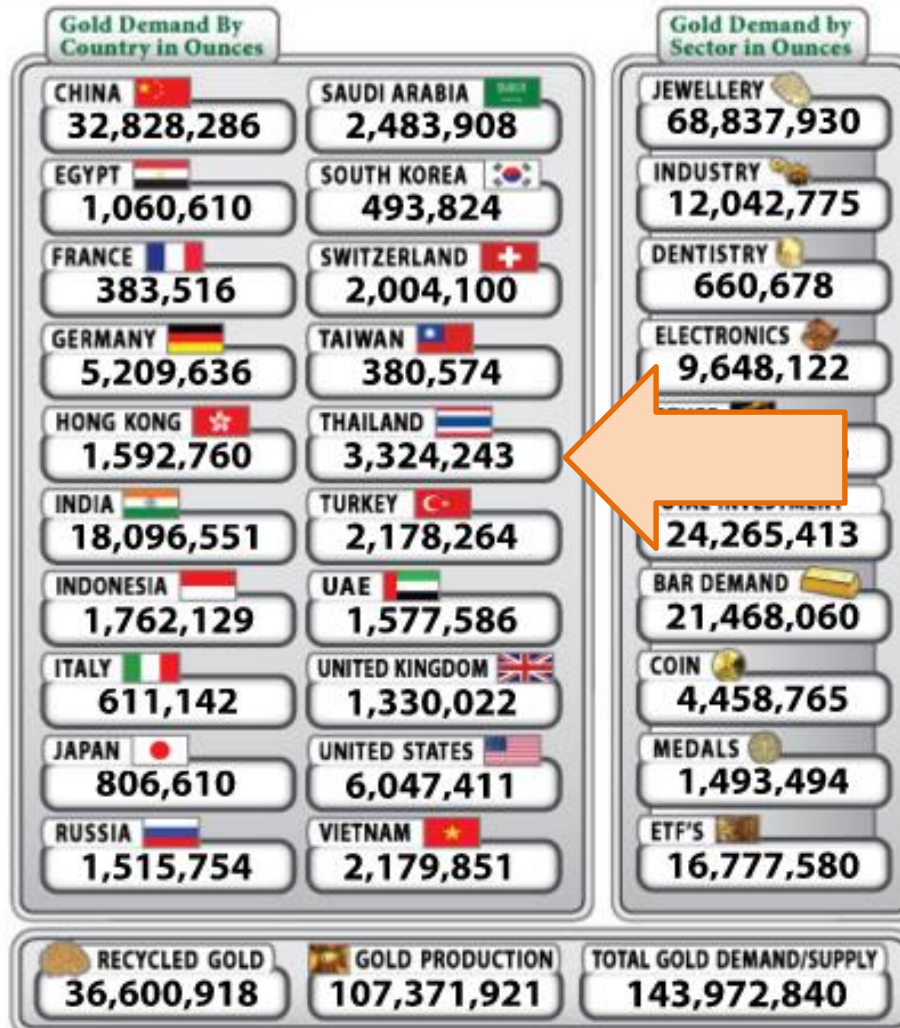 Gold Demand By
Country in Ounces
CHINA
32,828,286
EGYPT
1,060,610
FRANCE
383,516
GERMANY
5,209,636
HONG KONG
1,592,760
INDIA
18,096,551
INDONESIA
1,762,129
ITALY
611,142
JAPAN
806,610
RUSSIA
1,515,754
SAUDI ARABIA
2,483,908
SOUTH KOREA
493,824
SWITZERLAND
2,004,100
TAIWAN
380,574
THAILAND
3,324,243
TURKEY
2,178,264
UAE
1,577,586
UNITED KINGDOM
1,330,022
UNITED STATES
6,047,411
VIETNAM
2,179,851
Gold Demand by
Sector in Ounces
JEWELLERY
68,837,930
INDUSTRY
12,042,775
DENTISTRY
660,678
ELECTRONICS
9,648,122
24,265,413
BAR DEMAND
21,468,060
COIN
4,458,765
MEDALS
1,493,494
ETF'S
16,777,580
RECYCLED GOLD
36,600,918
GOLD PRODUCTION
107,371,921
TOTAL GOLD DEMAND/SUPPLY
143,972,840